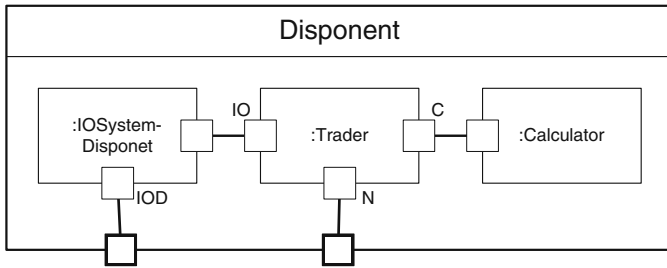 Disponent
IO
C
:IOSystem-
Disponet
:Trader
:Calculator
IOD
N